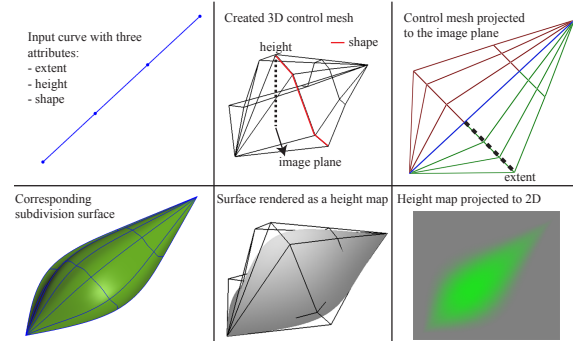 Input curve with three
attributes:
- extent
- height
- shape
Created 3D control mesh
height
shape
image plane
Control mesh projected
to the image plane
extent
Corresponding
subdivision surface
Surface rendered as a height map
Height map projected to 2D